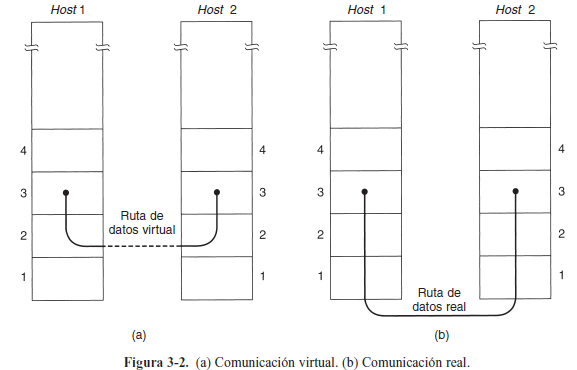 Host 1
Host 2
Host 1
Host 2
4
4
4
4
3
3
3
3
Ruta de
datos virtual
2
2
2
2
1
1
1
1
Ruta de
datos real
(a)
(b)
Figura 3-2. (a) Comunicación virtual. (b) Comunicación real.